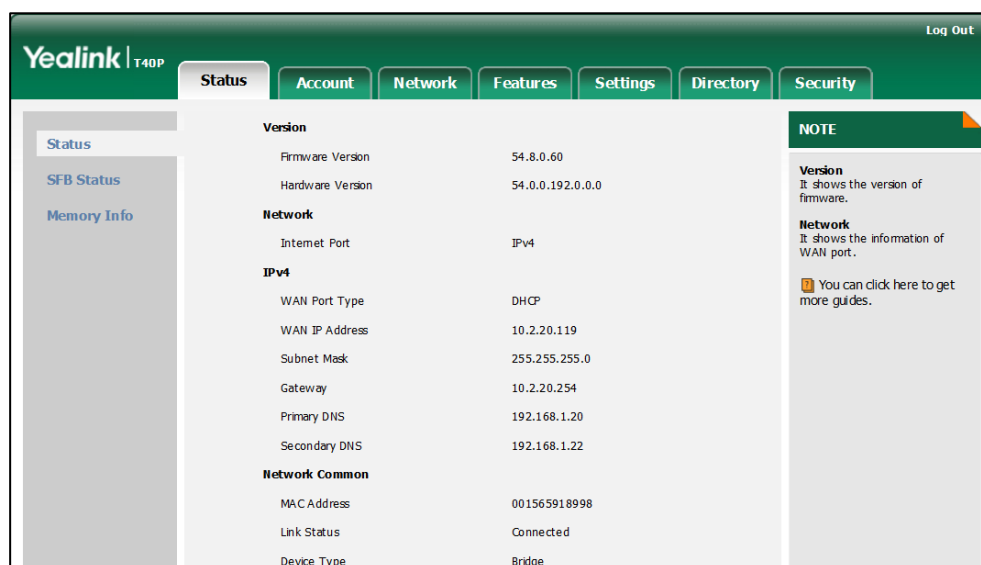 Log Out
Yealink | T40P
Status Account Network Features Settings Directory Security
Status
SFB Status
Memory Info
Version
Firmware Version 54.8.0.60
Hardware Version 54.0.0.192.0.0.0
Network
Internet Port IPv4
IPv4
WAN Port Type DHCP
WAN IP Address 10.2.20.119
Subnet Mask 255.255.255.0
Gateway 10.2.20.254
Primary DNS 192.168.1.20
Secondary DNS 192.168.1.22
Network Common
MAC Address 001565918998
Link Status Connected
Device Type Bridge
NOTE
Version
It shows the version of
firmware.
Network
It shows the information of
WAN port.
? You can click here to get
more guides.